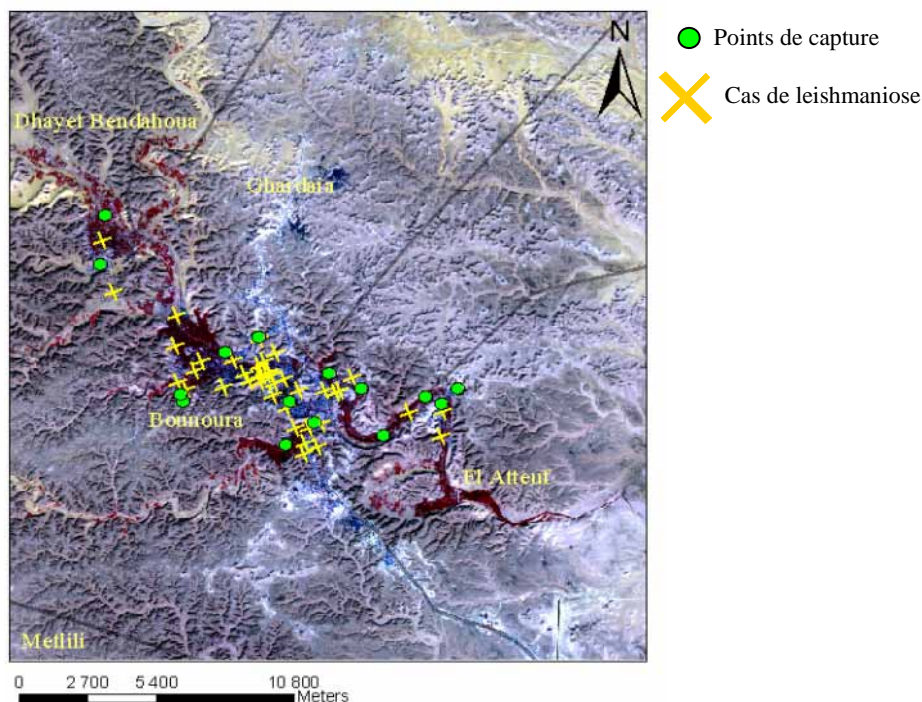 N
Points de capture
Cas de leishmaniose
Dhayet Bendahoua
Ghardaia
Bounoura
El Atteuf
Metlili
0 2 700 5 400 10 800
Meters